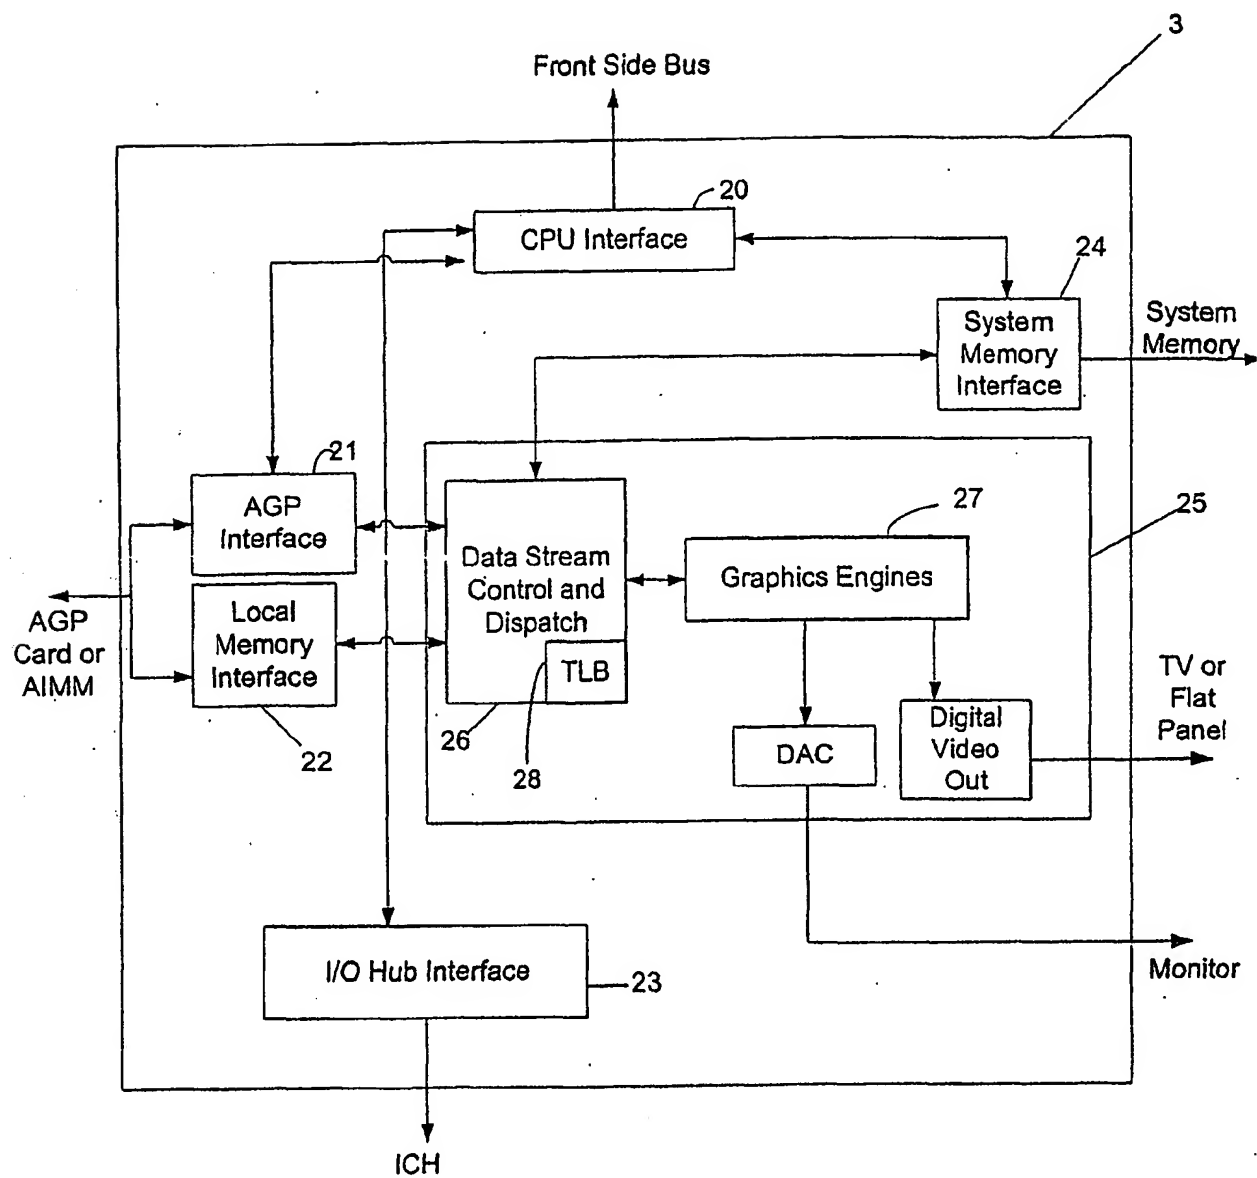 3
Front Side Bus
20
CPU Interface
24
System
Memory
Interface
System
Memory
21
AGP
Interface
27
25
Data Stream
Control and
Dispatch
Graphics Engines
AGP
Card or
AIMM
Local
Memory
Interface
TLB
TV or
Flat
Panel
22
26
28
DAC
Digital
Video
Out
I/O Hub Interface
23
Monitor
ICH